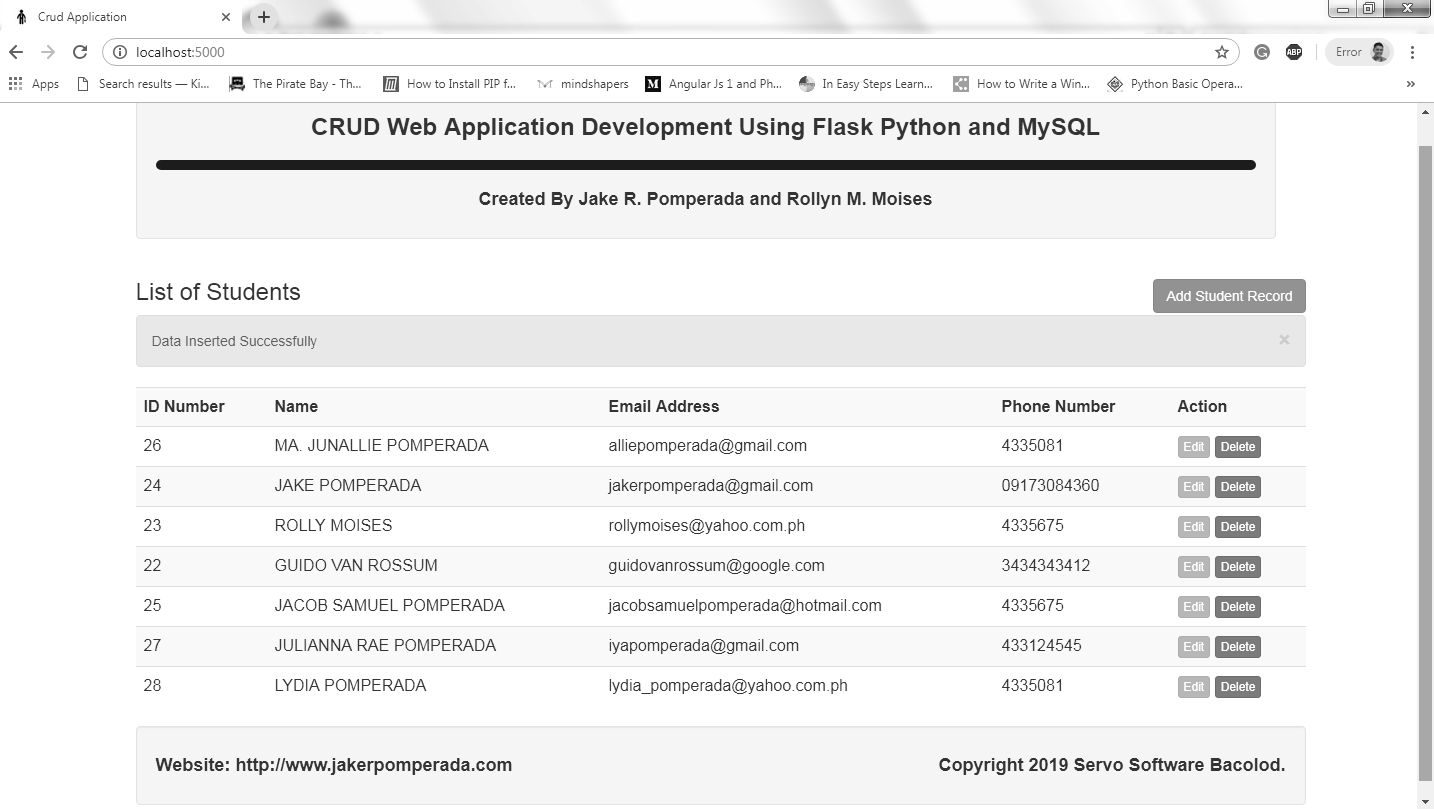 Crud Application
localhost:5000
Error
Apps Search results — Ki... The Pirate Bay - Th... How to Install PIP f... mindshapers Angular Js 1 and Ph... In Easy Steps Learn... How to Write a Win... Python Basic Opera... »
CRUD Web Application Development Using Flask Python and MySQL
Created By Jake R. Pomperada and Rollyn M. Moises
List of Students Add Student Record
Data Inserted Successfully ×
ID Number Name Email Address Phone Number Action
26 MA. JUNALLIE POMPERADA alliepomperada@gmail.com 4335081 Edit Delete
24 JAKE POMPERADA jakerpomperada@gmail.com 09173084360 Edit Delete
23 ROLLY MOISES rollymoises@yahoo.com.ph 4335675 Edit Delete
22 GUIDO VAN ROSSUM guidovanrossum@google.com 3434343412 Edit Delete
25 JACOB SAMUEL POMPERADA jacobsamuelpomperada@hotmail.com 4335675 Edit Delete
27 JULIANNA RAE POMPERADA iyapomperada@gmail.com 433124545 Edit Delete
28 LYDIA POMPERADA lydia_pomperada@yahoo.com.ph 4335081 Edit Delete
Website: http://www.jakerpomperada.com Copyright 2019 Servo Software Bacolod.